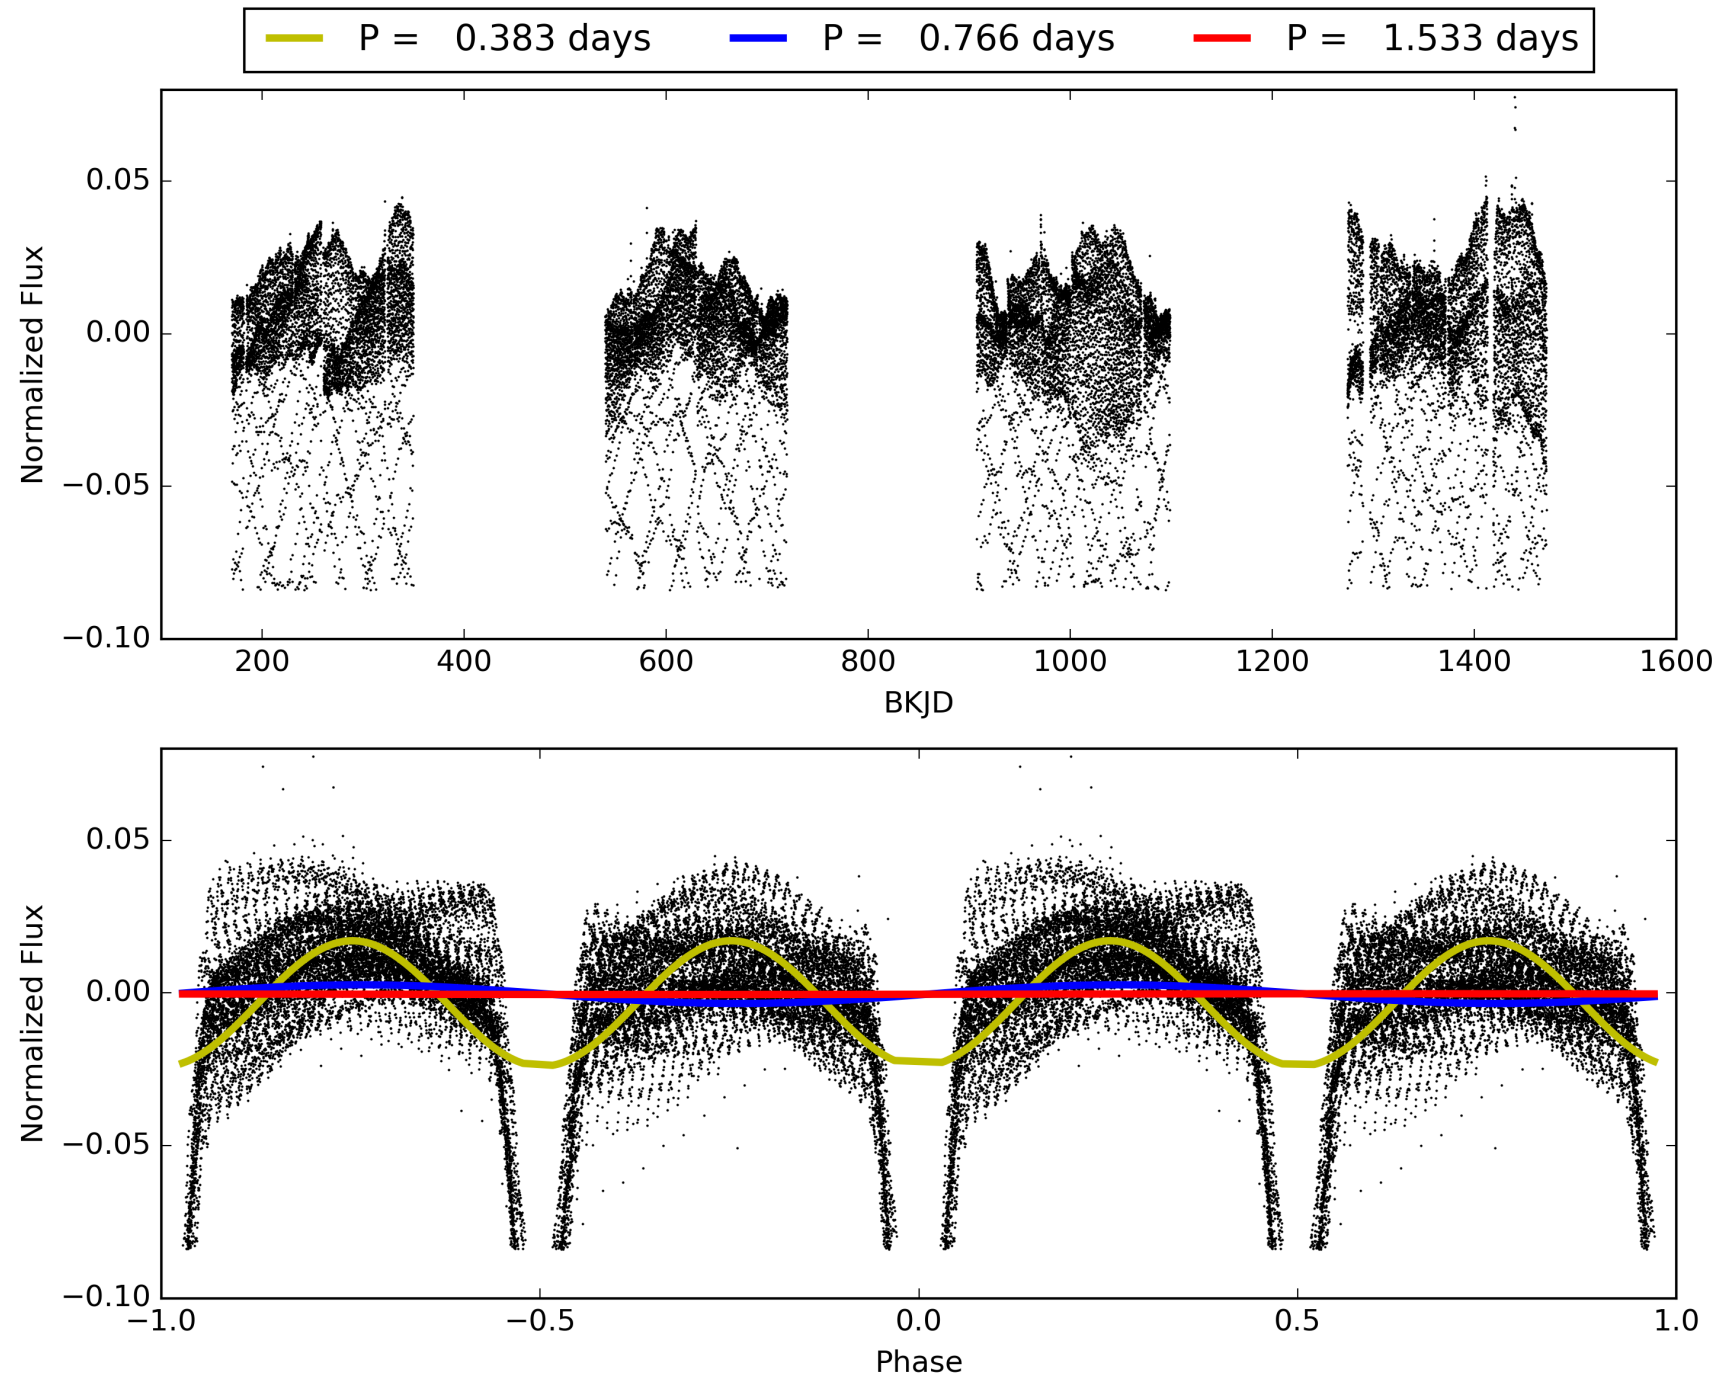 P = 0.383 days P = 0.766 days P = 1.533 days
0.05
0.00
−0.05
−0.10
Normalized Flux
200 400 600 800 1000 1200 1400 1600
BKJD
0.05
0.00
−0.05
−0.10
Normalized Flux
−1.0 −0.5 0.0 0.5 1.0
Phase